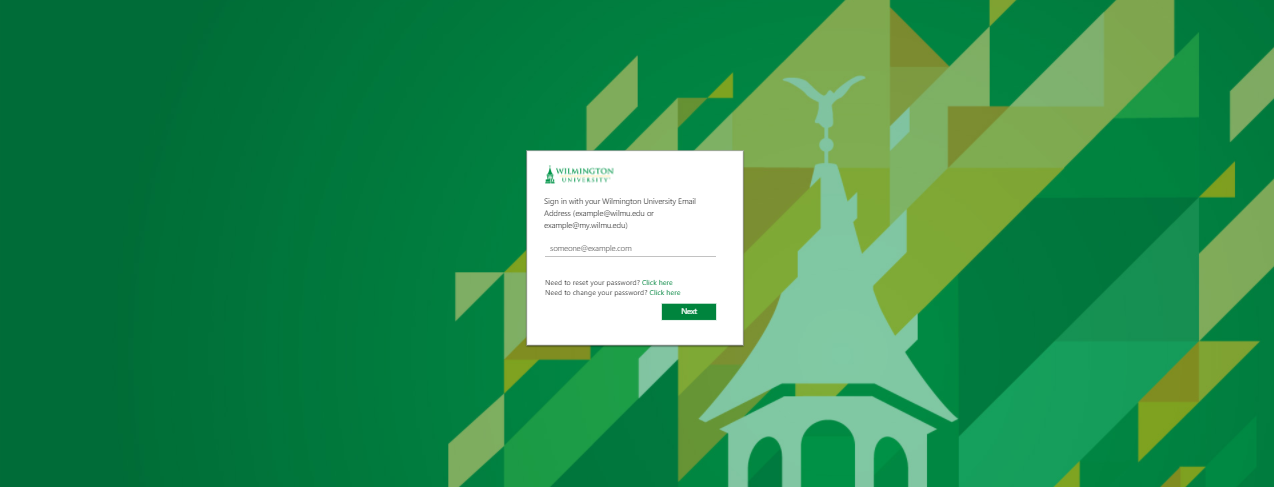 WILMINGTON
UNIVERSITY
Sign in with your Wilmington University Email
Address (example@wilmu.edu or
example@my.wilmu.edu)
someone@example.com
Need to reset your password? Click here
Need to change your password? Click here
Next